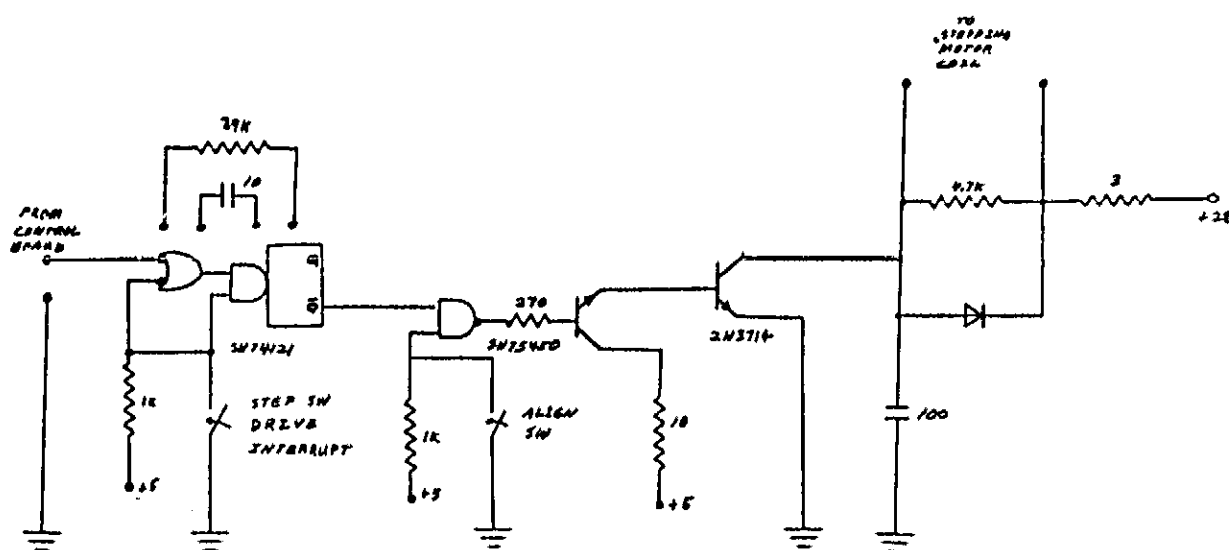 TO
STEPPING
MOTOR
COIL
29K
10
4.7K
3
+28
FROM
CONTROL
BOARD
Q
Q̅
270
SN74121
SN75450
2N3714
1K
STEP SW
DRIVE
INTERRUPT
1K
ALIGN
SW
10
100
+5
+5
+5